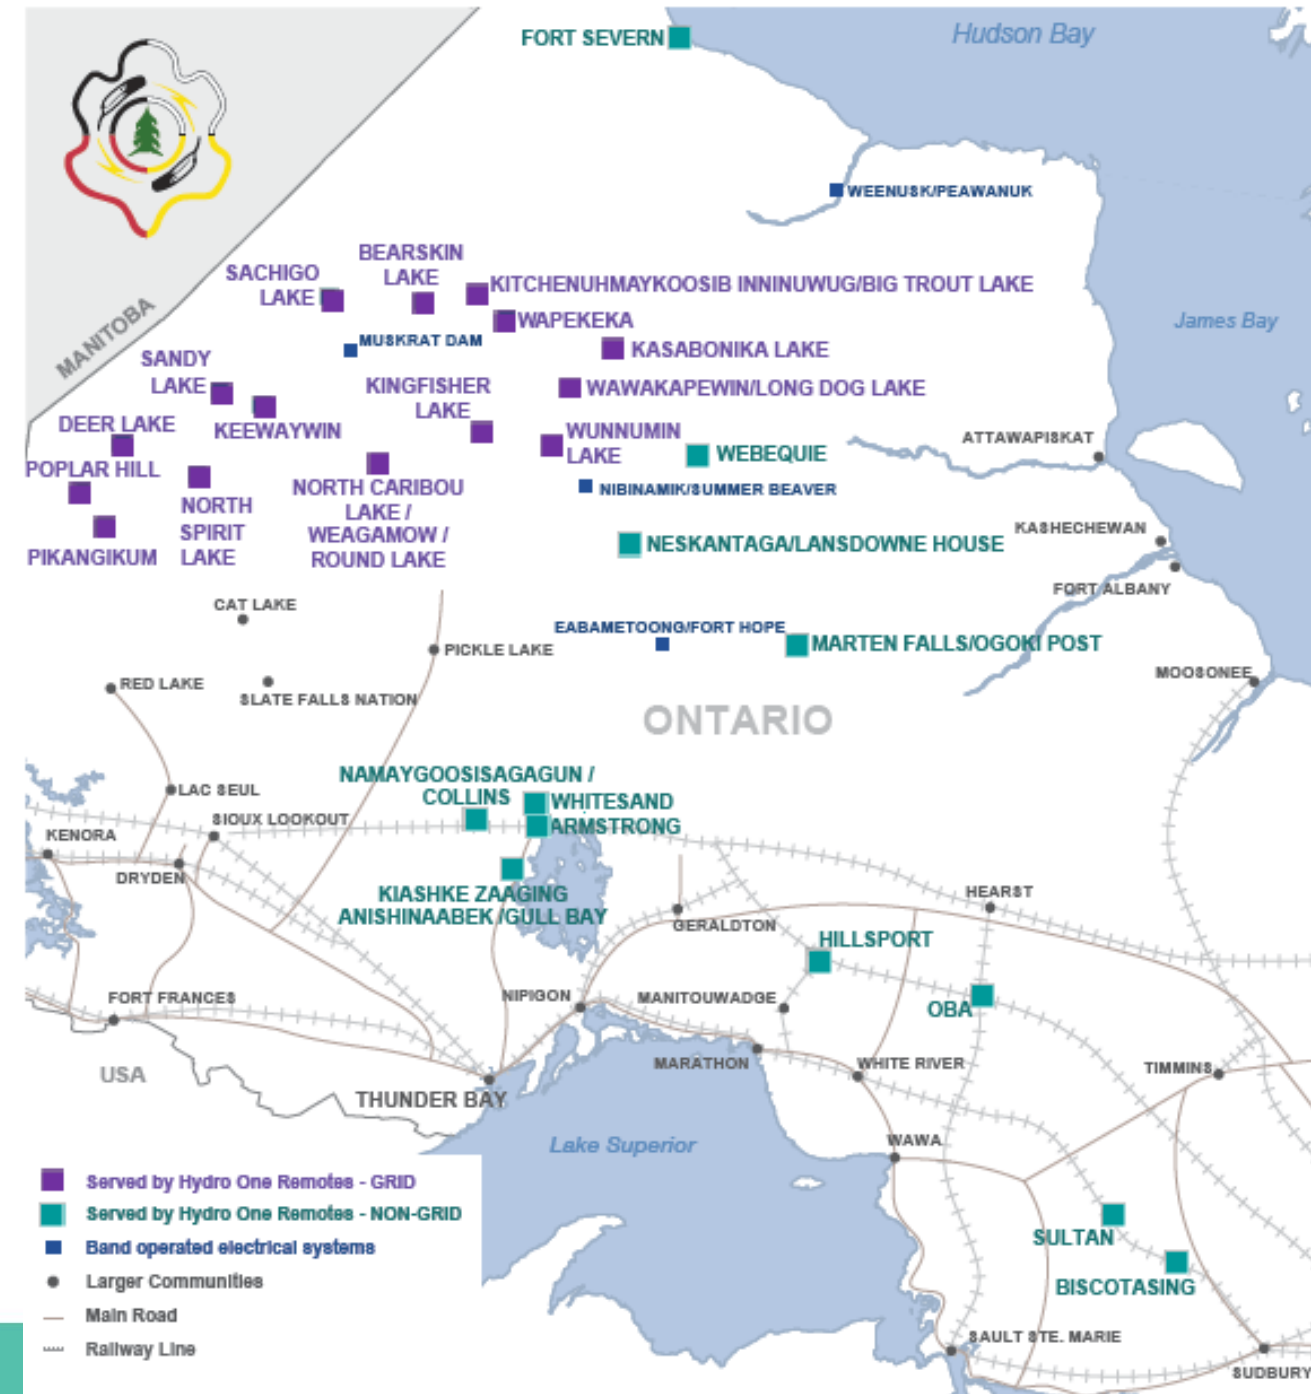 FORT SEVERN
Hudson Bay
WEENUSK/PEAWANUK
BEARSKIN
LAKE
SACHIGO
LAKE
KITCHENUHMAYKOOSIB INNINUWUG/BIG TROUT LAKE
WAPEKEKA
MANITOBA
James Bay
MUSKRAT DAM
KASABONIKA LAKE
SANDY
LAKE
KINGFISHER
LAKE
WAWAKAPEWIN/LONG DOG LAKE
DEER LAKE
KEEWAYWIN
WUNNUMIN
LAKE
WEBEQUIE
ATTAWAPISKAT
POPLAR HILL
NORTH CARIBOU
LAKE /
WEAGAMOW /
ROUND LAKE
NIBINAMIK/SUMMER BEAVER
NORTH
SPIRIT
LAKE
PIKANGIKUM
NESKANTAGA/LANSDOWNE HOUSE
KASHECHEWAN
FORT ALBANY
CAT LAKE
EABAMETOONG/FORT HOPE
MARTEN FALLS/OGOKI POST
PICKLE LAKE
MOOSONEE
RED LAKE
SLATE FALLS NATION
ONTARIO
NAMAYGOOSISAGAGUN /
COLLINS
WHITESAND
ARMSTRONG
LAC SEUL
SIOUX LOOKOUT
KENORA
DRYDEN
KIASHKE ZAAGING
ANISHINAABEK /GULL BAY
HEARST
GERALDTON
HILLSPORT
FORT FRANCES
NIPIGON
MANITOUWADGE
OBA
USA
MARATHON
WHITE RIVER
TIMMINS
THUNDER BAY
Lake Superior
WAWA
Served by Hydro One Remotes - GRID
Served by Hydro One Remotes - NON-GRID
Band operated electrical systems
Larger Communities
Main Road
Railway Line
SULTAN
BISCOTASING
SAULT STE. MARIE
SUDBURY